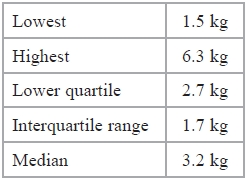 Lowest 1.5 kg
Highest 6.3 kg
Lower quartile 2.7 kg
Interquartile range 1.7 kg
Median 3.2 kg